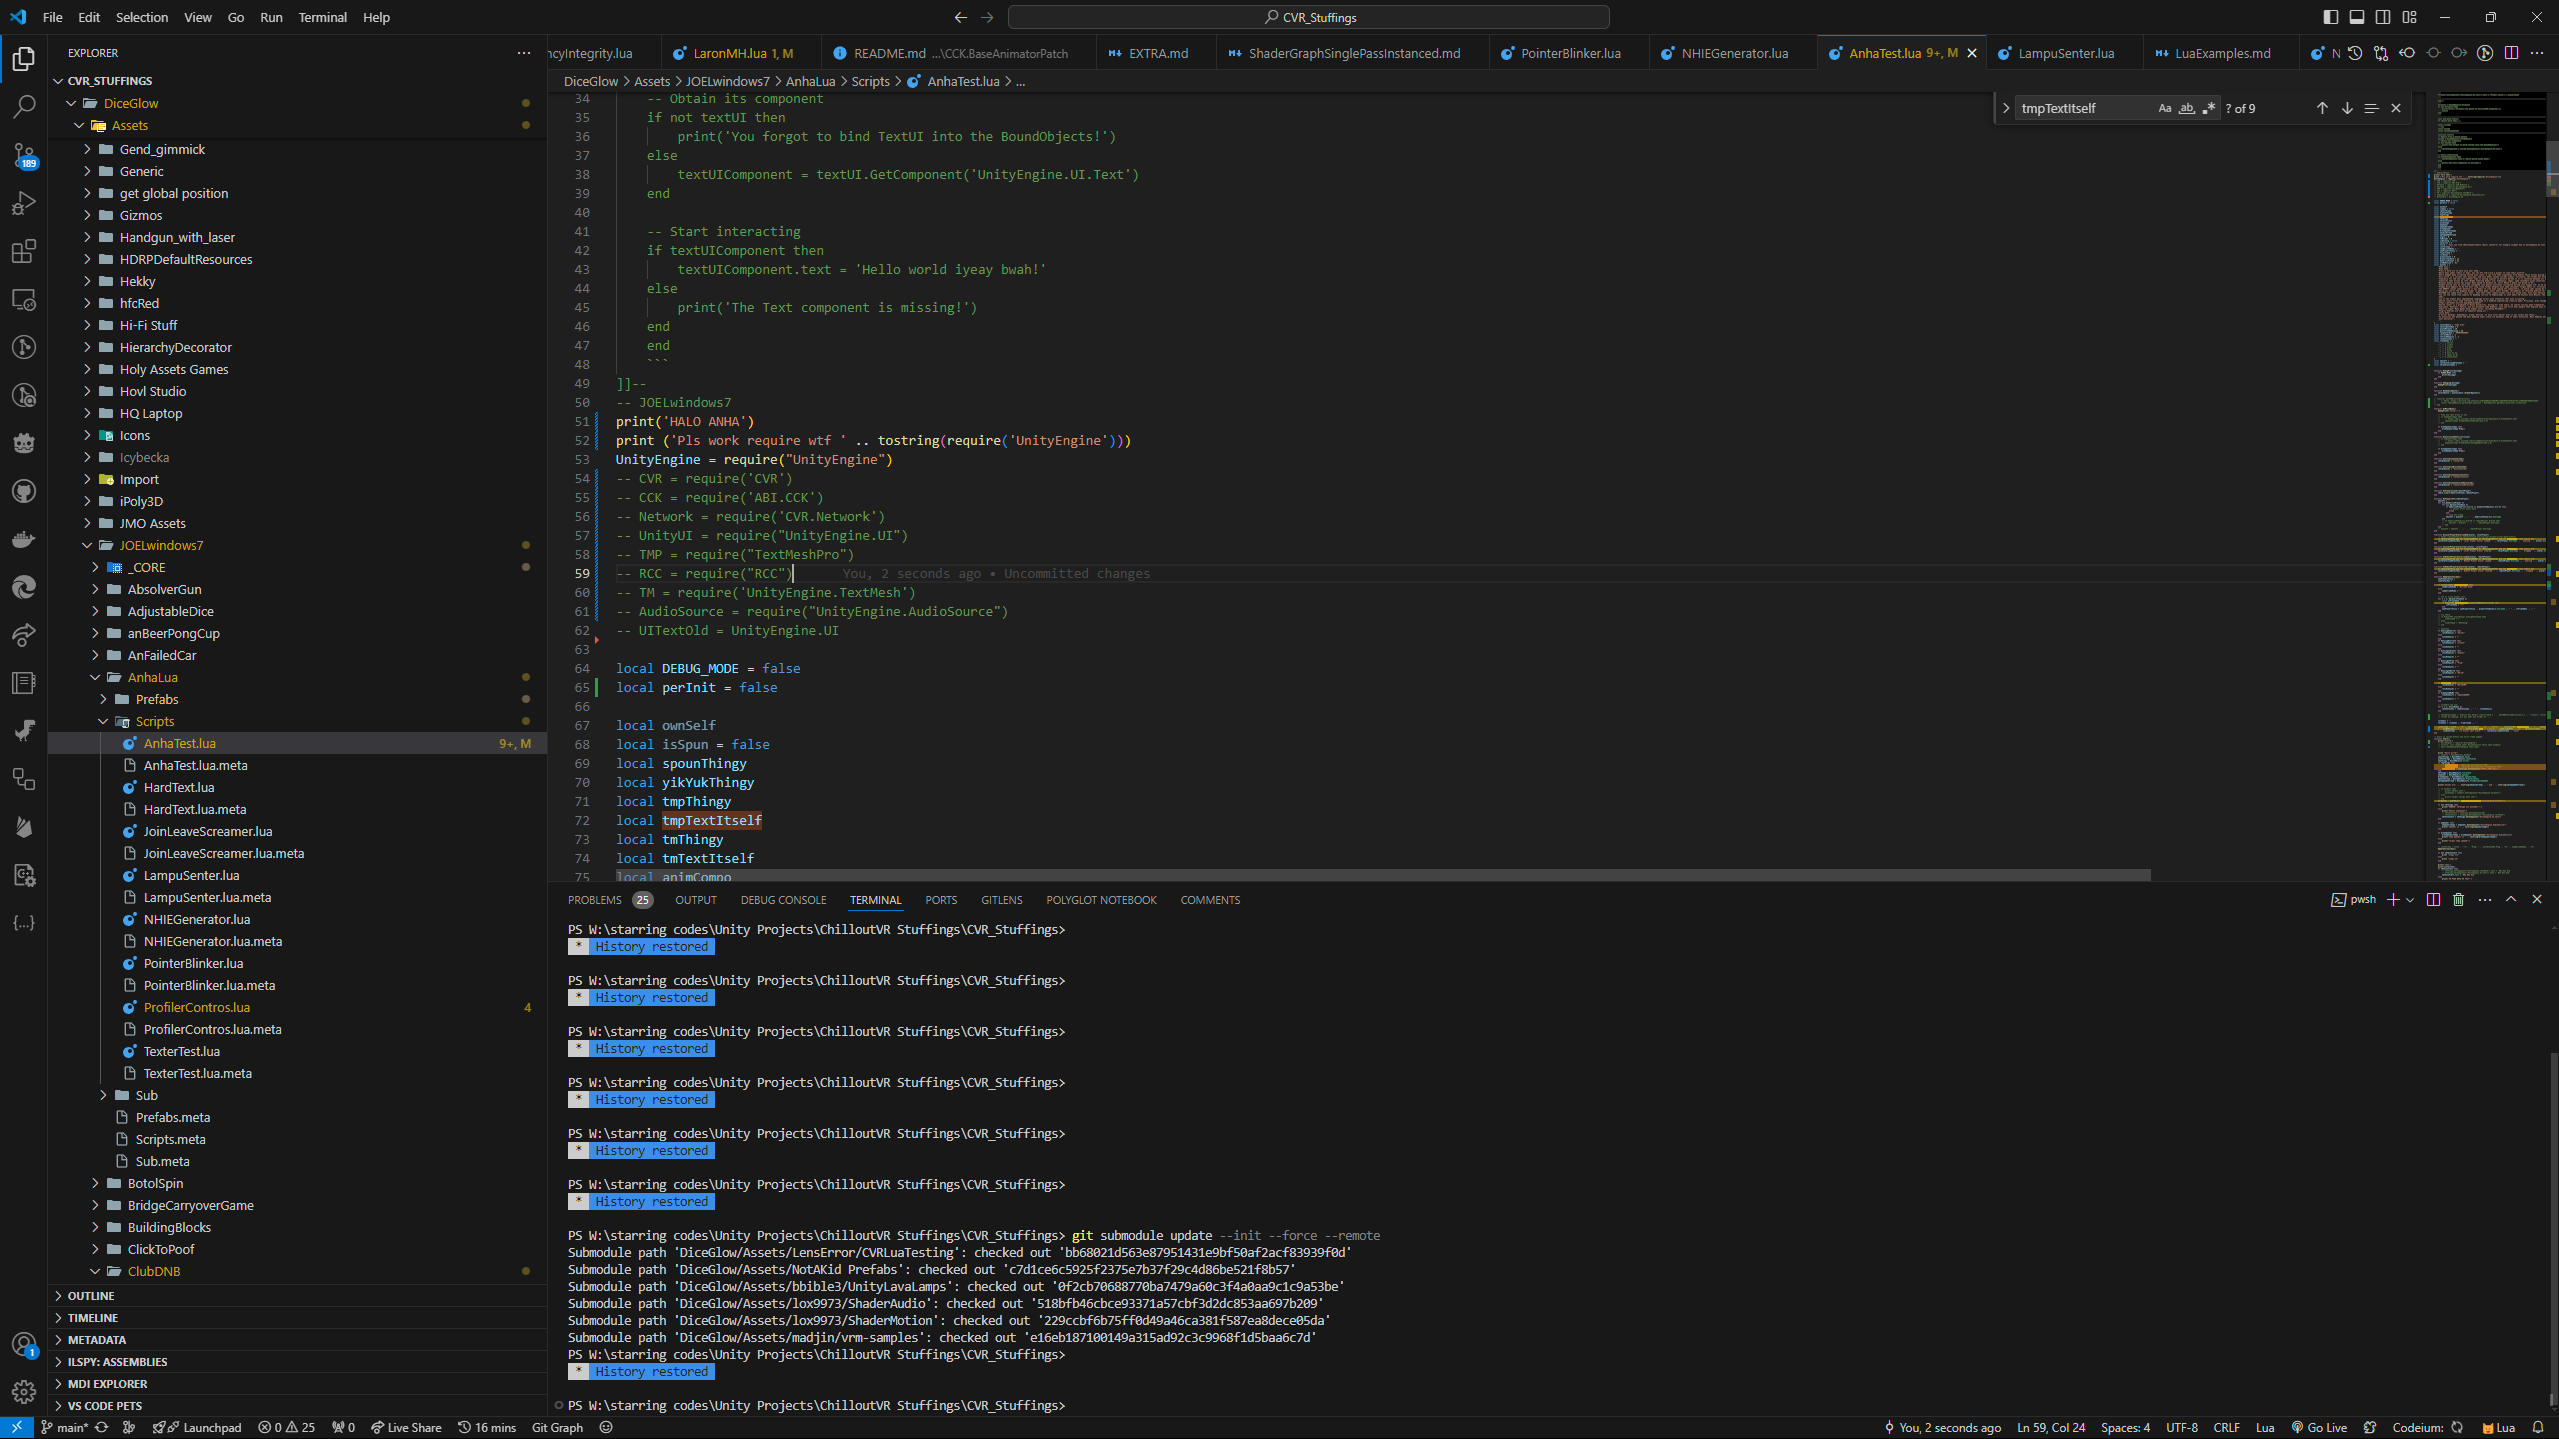 File Edit Selection View Go Run Terminal Help
CVR_Stuffings
EXPLORER
CVR_STUFFINGS
DiceGlow
Assets
Gend_gimmick
Generic
get global position
Gizmos
Handgun_with_laser
HDRPDefaultResources
Hekky
hfcRed
Hi-Fi Stuff
HierarchyDecorator
Holy Assets Games
Hovl Studio
HQ Laptop
Icons
Icybecka
Import
iPoly3D
JMO Assets
JOELwindows7
_CORE
AbsolverGun
AdjustableDice
anBeerPongCup
AnFailedCar
AnhaLua
Prefabs
Scripts
AnhaTest.lua 9+, M
AnhaTest.lua.meta
HardText.lua
HardText.lua.meta
JoinLeaveScreamer.lua
JoinLeaveScreamer.lua.meta
LampuSenter.lua
LampuSenter.lua.meta
NHIEGenerator.lua
NHIEGenerator.lua.meta
PointerBlinker.lua
PointerBlinker.lua.meta
ProfilerContros.lua 4
ProfilerContros.lua.meta
TexterTest.lua
TexterTest.lua.meta
Sub
Prefabs.meta
Scripts.meta
Sub.meta
BotolSpin
BridgeCarryoverGame
BuildingBlocks
ClickToPoof
ClubDNB
OUTLINE
TIMELINE
METADATA
ILSPY: ASSEMBLIES
MDI EXPLORER
VS CODE PETS
189
1
ncyIntegrity.lua LaronMH.lua 1, M README.md ...\CCK.BaseAnimatorPatch EXTRA.md ShaderGraphSinglePassInstanced.md PointerBlinker.lua NHIEGenerator.lua AnhaTest.lua 9+, M LampuSenter.lua LuaExamples.md N
DiceGlow > Assets > JOELwindows7 > AnhaLua > Scripts > AnhaTest.lua > ...
tmpTextItself Aa ab .* ? of 9
34 -- Obtain its component
35 if not textUI then
36 print('You forgot to bind TextUI into the BoundObjects!')
37 else
38 textUIComponent = textUI.GetComponent('UnityEngine.UI.Text')
39 end
40
41 -- Start interacting
42 if textUIComponent then
43 textUIComponent.text = 'Hello world iyeay bwah!'
44 else
45 print('The Text component is missing!')
46 end
47 end
48 ```
49 ]]--
50 -- JOELwindows7
51 print('HALO ANHA')
52 print ('Pls work require wtf ' .. tostring(require('UnityEngine')))
53 UnityEngine = require("UnityEngine")
54 -- CVR = require('CVR')
55 -- CCK = require('ABI.CCK')
56 -- Network = require('CVR.Network')
57 -- UnityUI = require("UnityEngine.UI")
58 -- TMP = require("TextMeshPro")
59 -- RCC = require("RCC") You, 2 seconds ago • Uncommitted changes
60 -- TM = require('UnityEngine.TextMesh')
61 -- AudioSource = require("UnityEngine.AudioSource")
62 -- UITextOld = UnityEngine.UI
63
64 local DEBUG_MODE = false
65 local perInit = false
66
67 local ownSelf
68 local isSpun = false
69 local spounThingy
70 local yikYukThingy
71 local tmpThingy
72 local tmpTextItself
73 local tmThingy
74 local tmTextItself
75 local animCompo
PROBLEMS 25 OUTPUT DEBUG CONSOLE TERMINAL PORTS GITLENS POLYGLOT NOTEBOOK COMMENTS
pwsh
PS W:\starring codes\Unity Projects\ChilloutVR Stuffings\CVR_Stuffings>
* History restored
PS W:\starring codes\Unity Projects\ChilloutVR Stuffings\CVR_Stuffings>
* History restored
PS W:\starring codes\Unity Projects\ChilloutVR Stuffings\CVR_Stuffings>
* History restored
PS W:\starring codes\Unity Projects\ChilloutVR Stuffings\CVR_Stuffings>
* History restored
PS W:\starring codes\Unity Projects\ChilloutVR Stuffings\CVR_Stuffings>
* History restored
PS W:\starring codes\Unity Projects\ChilloutVR Stuffings\CVR_Stuffings>
* History restored
PS W:\starring codes\Unity Projects\ChilloutVR Stuffings\CVR_Stuffings> git submodule update --init --force --remote
Submodule path 'DiceGlow/Assets/LensError/CVRLuaTesting': checked out 'bb68021d563e87951431e9bf50af2acf83939f0d'
Submodule path 'DiceGlow/Assets/NotAKid Prefabs': checked out 'c7d1ce6c5925f2375e7b37f29c4d86be521f8b57'
Submodule path 'DiceGlow/Assets/bbible3/UnityLavaLamps': checked out '0f2cb70688770ba7479a60c3f4a0aa9c1c9a53be'
Submodule path 'DiceGlow/Assets/lox9973/ShaderAudio': checked out '518bfb46cbce93371a57cbf3d2dc853aa697b209'
Submodule path 'DiceGlow/Assets/lox9973/ShaderMotion': checked out '229ccbf6b75ff0d49a46ca381f587ea8dece05da'
Submodule path 'DiceGlow/Assets/madjin/vrm-samples': checked out 'e16eb187100149a315ad92c3c9968f1d5baa6c7d'
PS W:\starring codes\Unity Projects\ChilloutVR Stuffings\CVR_Stuffings>
* History restored
PS W:\starring codes\Unity Projects\ChilloutVR Stuffings\CVR_Stuffings>
main* Launchpad 0 25 0 Live Share 16 mins Git Graph You, 2 seconds ago Ln 59, Col 24 Spaces: 4 UTF-8 CRLF Lua Go Live Codeium: Lua